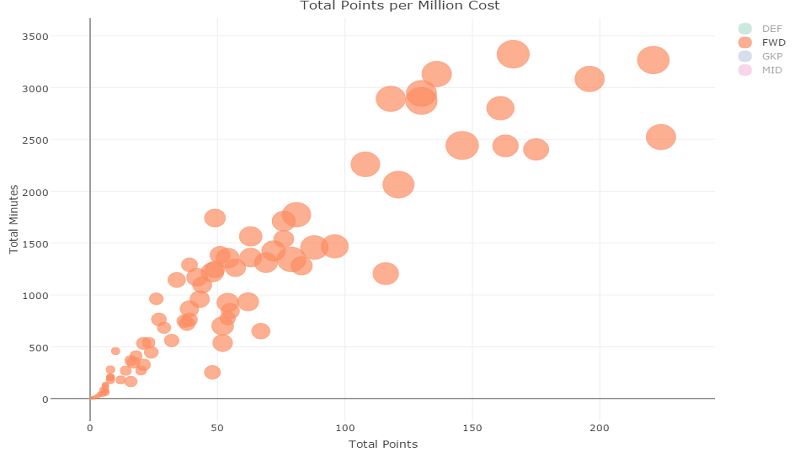 Total Points per Million Cost
DEF
FWD
GKP
MID
Total Minutes
3500
3000
2500
2000
1500
1000
500
0
0
50
100
150
200
Total Points